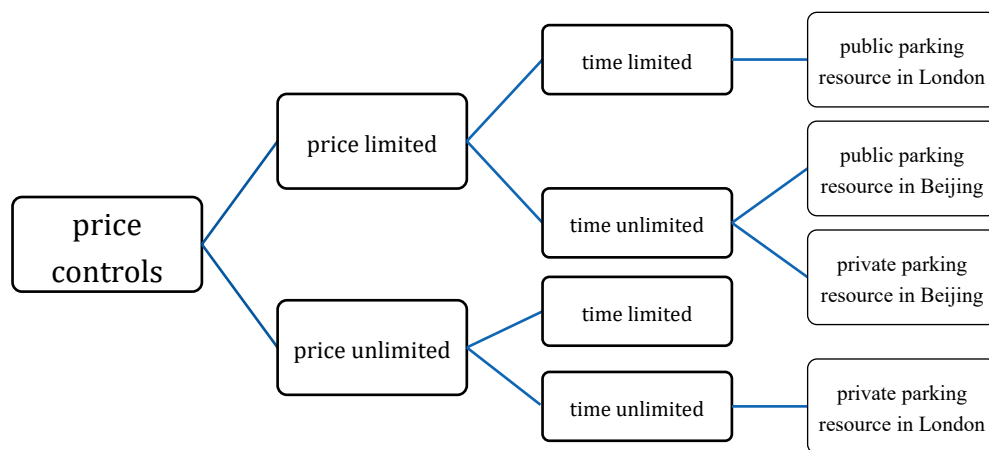 price
controls
price limited
price unlimited
time limited
time unlimited
time limited
time unlimited
public parking
resource in London
public parking
resource in Beijing
private parking
resource in Beijing
private parking
resource in London